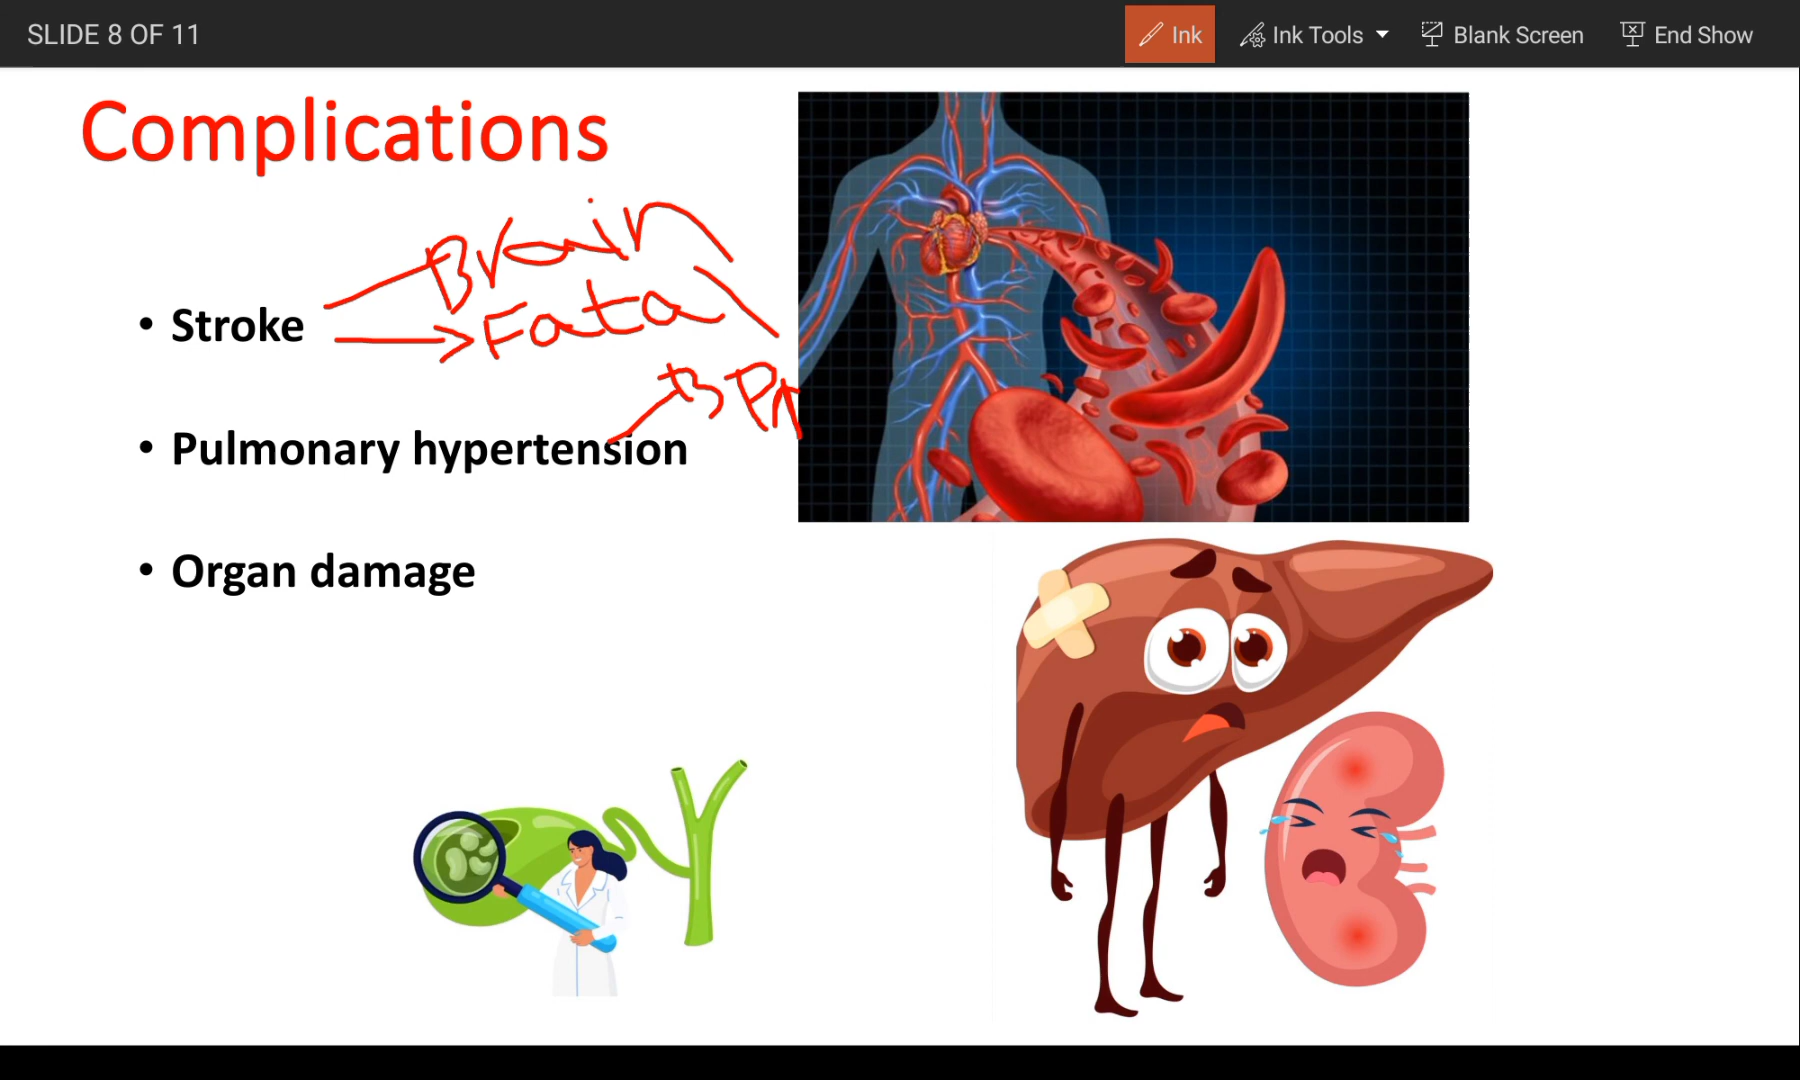 SLIDE 8 OF 11
Ink
Ink Tools
Blank Screen
End Show
Complications
Brain
• Stroke
Fatal
BP↑
• Pulmonary hypertension
• Organ damage